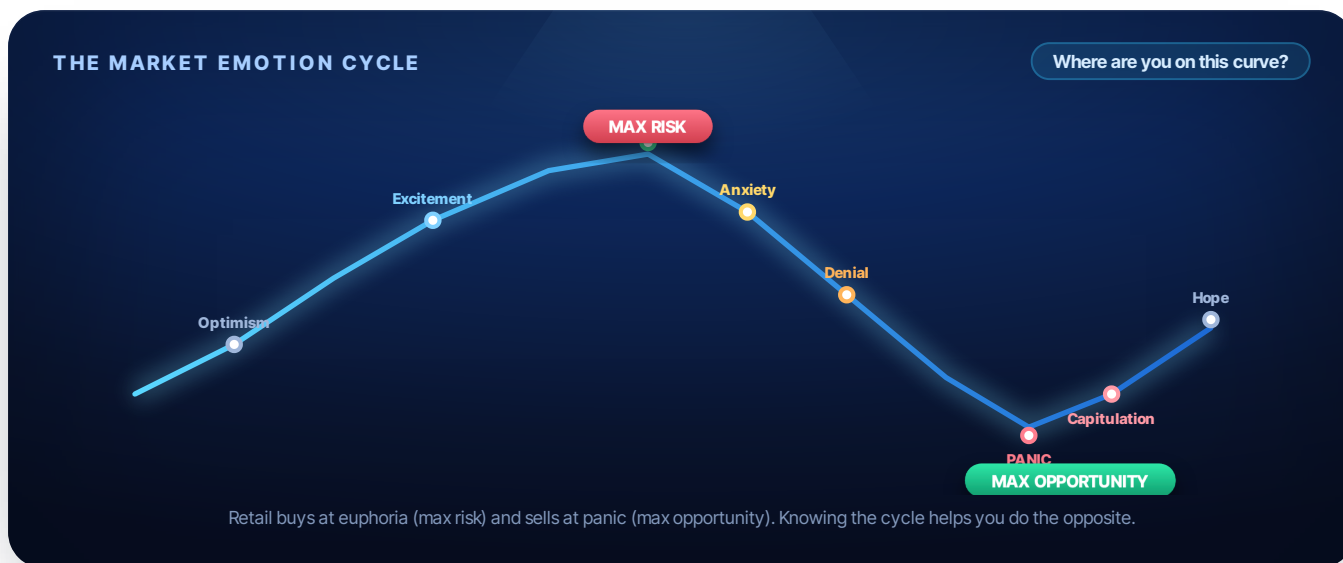 THE MARKET EMOTION CYCLE
Where are you on this curve?
MAX RISK
Anxiety
Excitement
Denial
Hope
Optimism
Capitulation
PANIC
MAX OPPORTUNITY
Retail buys at euphoria (max risk) and sells at panic (max opportunity). Knowing the cycle helps you do the opposite.